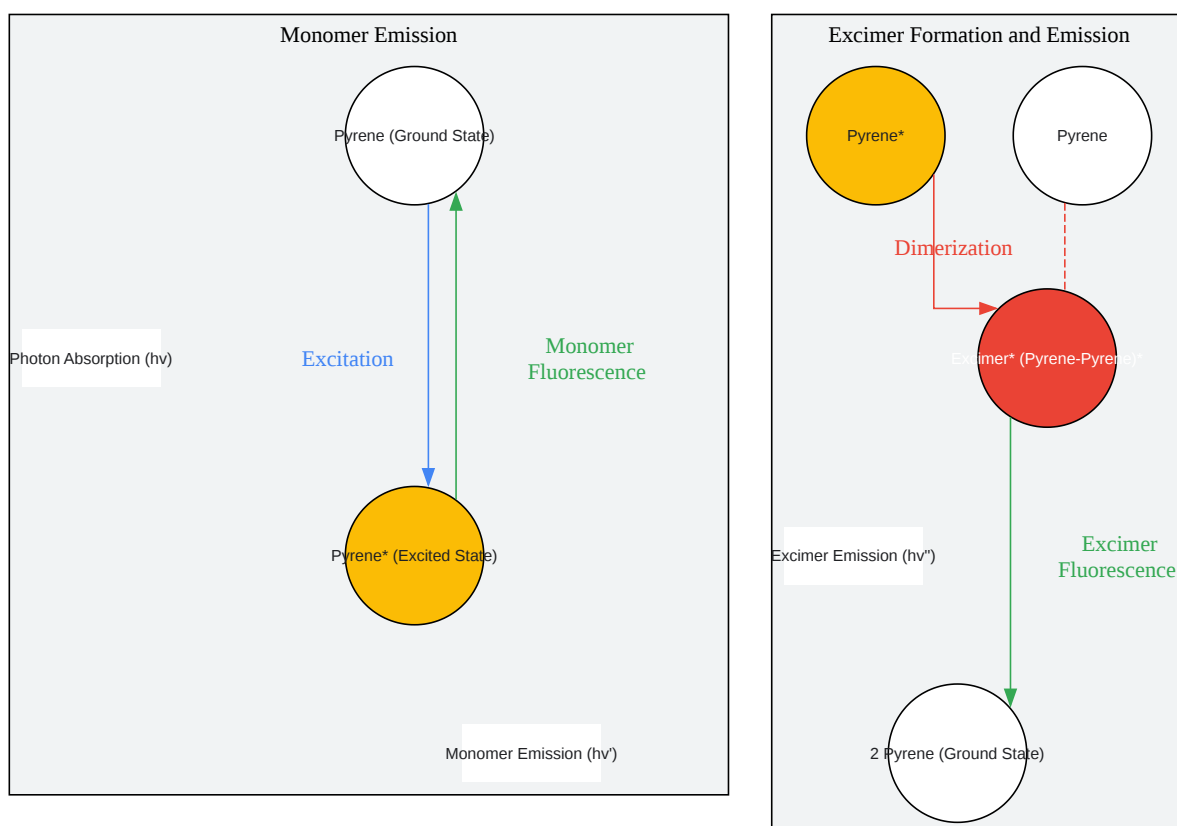 Monomer Emission
Pyrene (Ground State)
Photon Absorption (hv)
Excitation
Monomer
Fluorescence
Pyrene* (Excited State)
Monomer Emission (hv')
Excimer Formation and Emission
Pyrene*
Pyrene
Dimerization
Excimer* (Pyrene-Pyrene)*
Excimer Emission (hv'')
Excimer
Fluorescence
2 Pyrene (Ground State)